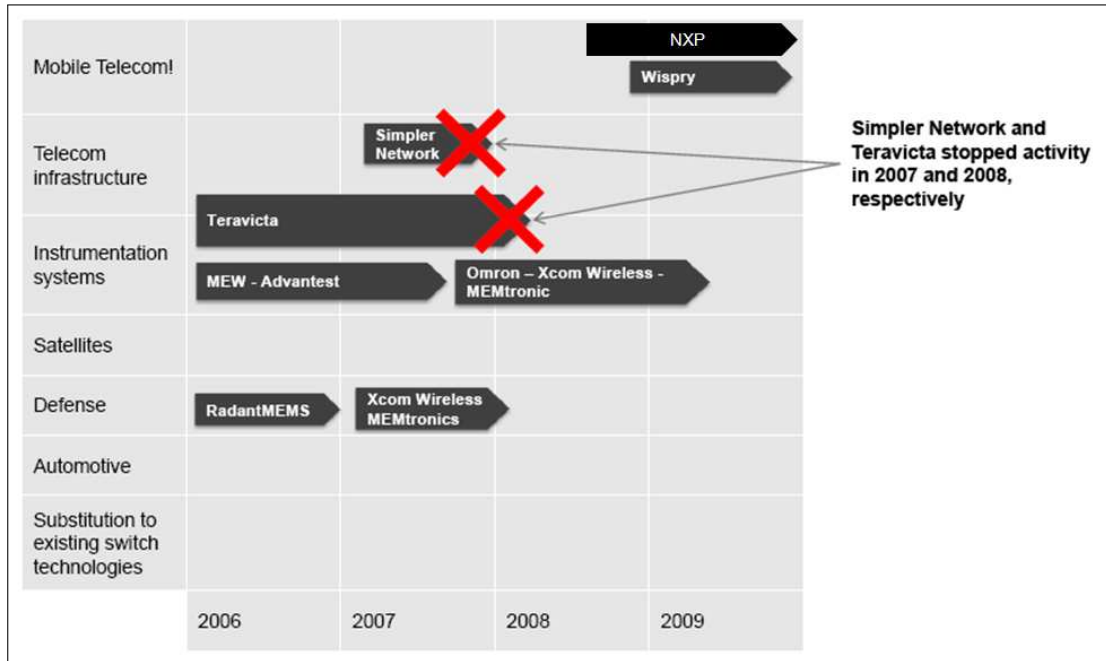 NXP
Mobile Telecom!
Wispry
Simpler
Network
Simpler Network and
Teravicta stopped activity
in 2007 and 2008,
respectively
Telecom
infrastructure
Teravicta
Instrumentation
systems
MEW - Advantest
Omron – Xcom Wireless -
MEMtronic
Satellites
Defense
RadantMEMS
Xcom Wireless
MEMtronics
Automotive
Substitution to
existing switch
technologies
2006
2007
2008
2009